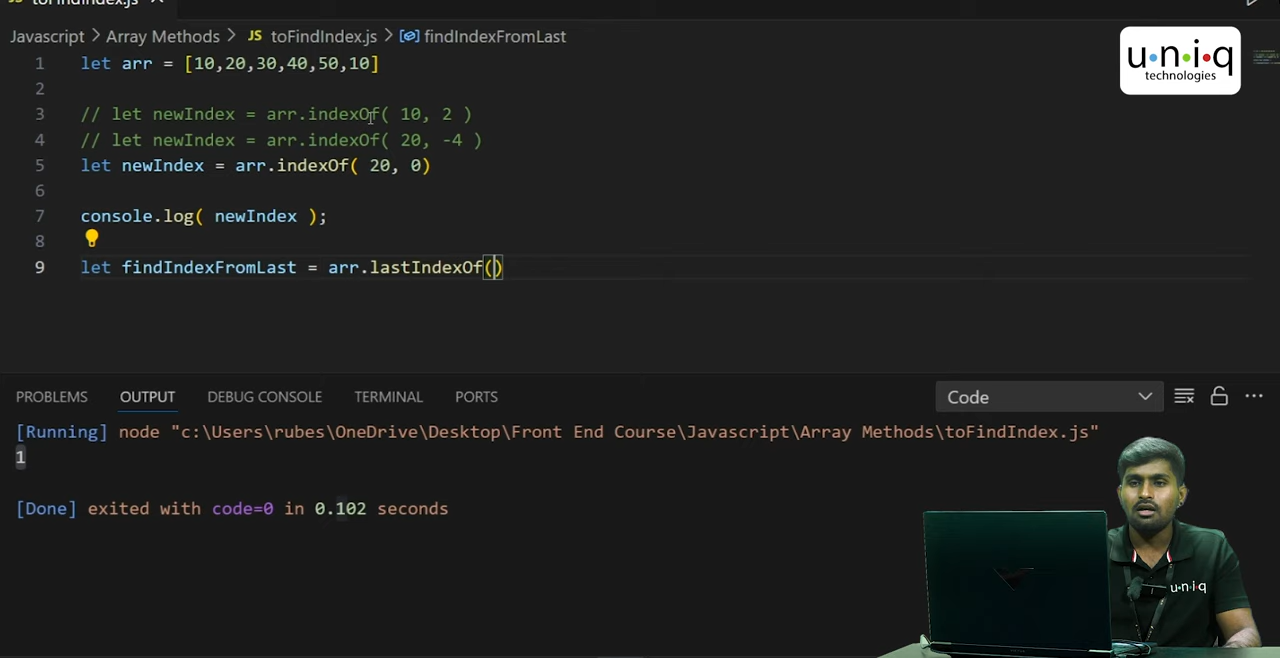 toFindIndex.js
Javascript > Array Methods > JS toFindIndex.js > findIndexFromLast
u·n·i·q
technologies
1 let arr = [10,20,30,40,50,10]
2
3 // let newIndex = arr.indexOf( 10, 2 )
4 // let newIndex = arr.indexOf( 20, -4 )
5 let newIndex = arr.indexOf( 20, 0)
6
7 console.log( newIndex );
8
9 let findIndexFromLast = arr.lastIndexOf()
PROBLEMS OUTPUT DEBUG CONSOLE TERMINAL PORTS Code
[Running] node "c:\Users\rubes\OneDrive\Desktop\Front End Course\Javascript\Array Methods\toFindIndex.js"
1
[Done] exited with code=0 in 0.102 seconds
u·n·i·q